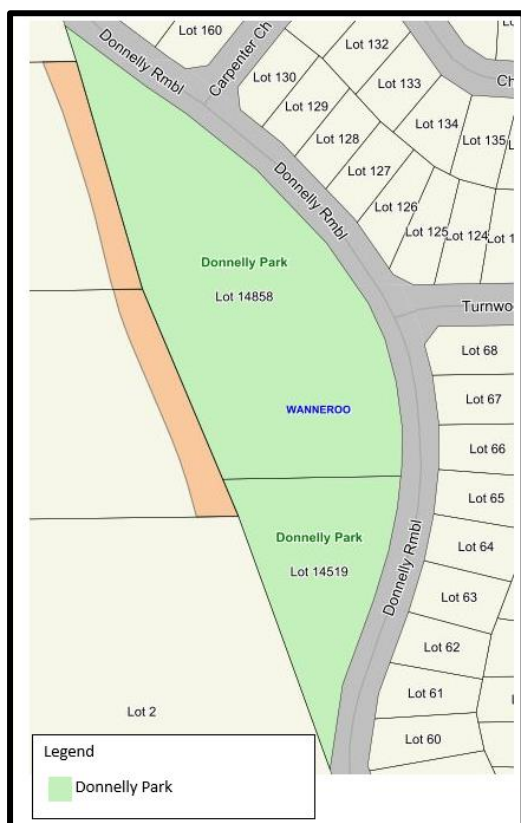 Lot 160
Carpenter Ch
Lot 132
Donnelly Rmbl
Lot 130
Lot 133
Ch
Lot 129
Lot 134
Lot 135
Lot 128
Donnelly Rmbl
Lot 127
Lot 126
Lot 125
Lot 124
Lot 1
Donnelly Park
Lot 14858
Turnwo
WANNEROO
Lot 68
Lot 67
Lot 66
Lot 65
Donnelly Park
Lot 14519
Donnelly Rmbl
Lot 64
Lot 63
Lot 62
Lot 61
Lot 60
Lot 2
Legend
Donnelly Park